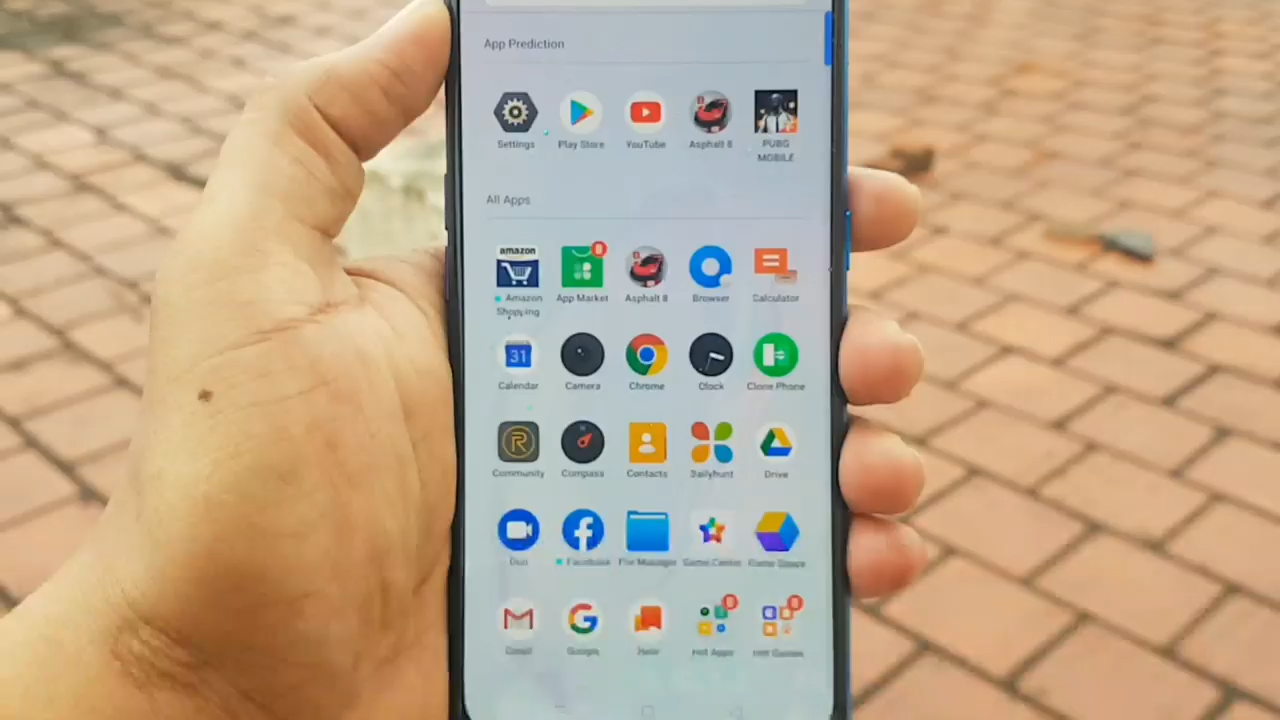 App Prediction
Settings Play Store YouTube Asphalt 8 PUBG
MOBILE
All Apps
amazon
Amazon App Market Asphalt 8 Browser Calculator
Shopping
31
Calendar Camera Chrome Clock Clone Phone
R
Community Compass Contacts Dailyhunt Drive
Duo Facebook File Manager Game Center Game Space
Gmail Google Hot Apps Hot Games